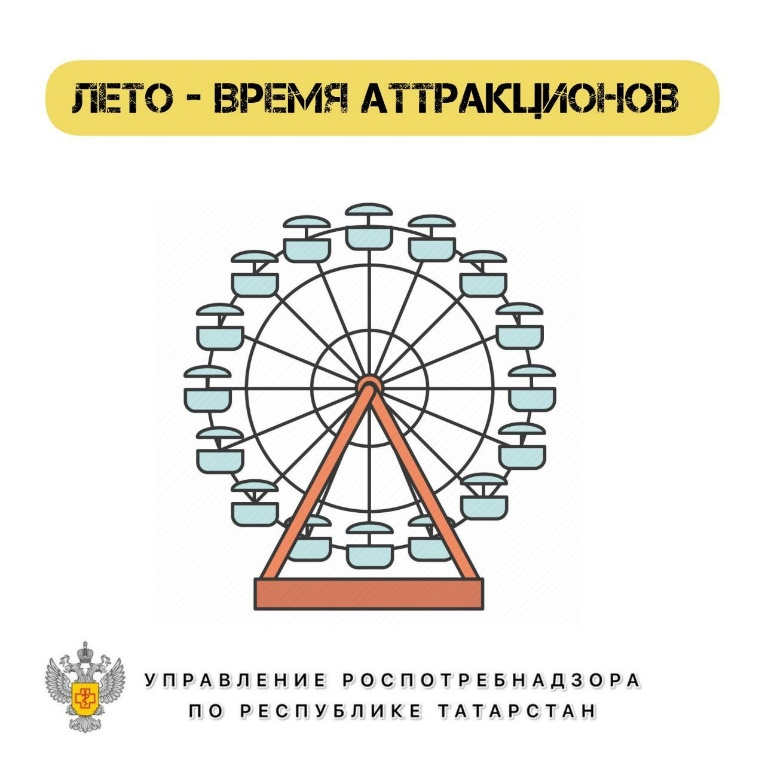 ЛЕТО - ВРЕМЯ АТТРАКЦИОНОВ
УПРАВЛЕНИЕ РОСПОТРЕБНАДЗОРА
ПО РЕСПУБЛИКЕ ТАТАРСТАН